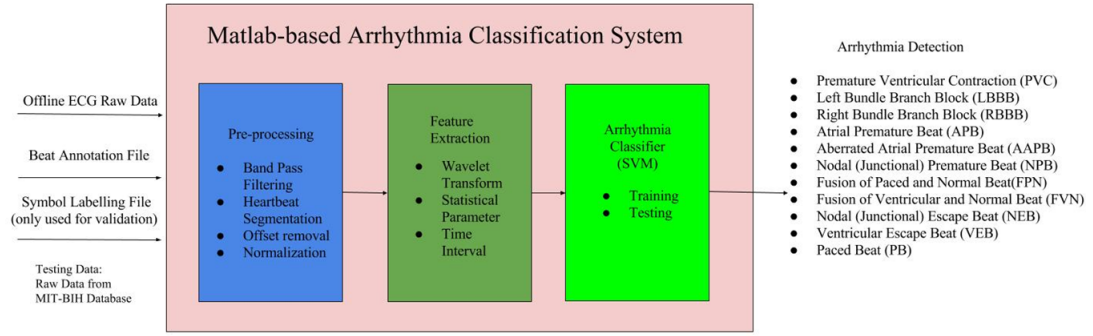 Matlab-based Arrhythmia Classification System
Offline ECG Raw Data
Beat Annotation File
Symbol Labelling File
(only used for validation)
Testing Data:
Raw Data from
MIT-BIH Database
Pre-processing
● Band Pass
Filtering
● Heartbeat
Segmentation
● Offset removal
● Normalization
Feature
Extraction
● Wavelet
Transform
● Statistical
Parameter
● Time
Interval
Arrhythmia
Classifier
(SVM)
● Training
● Testing
Arrhythmia Detection
● Premature Ventricular Contraction (PVC)
● Left Bundle Branch Block (LBBB)
● Right Bundle Branch Block (RBBB)
● Atrial Premature Beat (APB)
● Aberrated Atrial Premature Beat (AAPB)
● Nodal (Junctional) Premature Beat (NPB)
● Fusion of Paced and Normal Beat(FPN)
● Fusion of Ventricular and Normal Beat (FVN)
● Nodal (Junctional) Escape Beat (NEB)
● Ventricular Escape Beat (VEB)
● Paced Beat (PB)